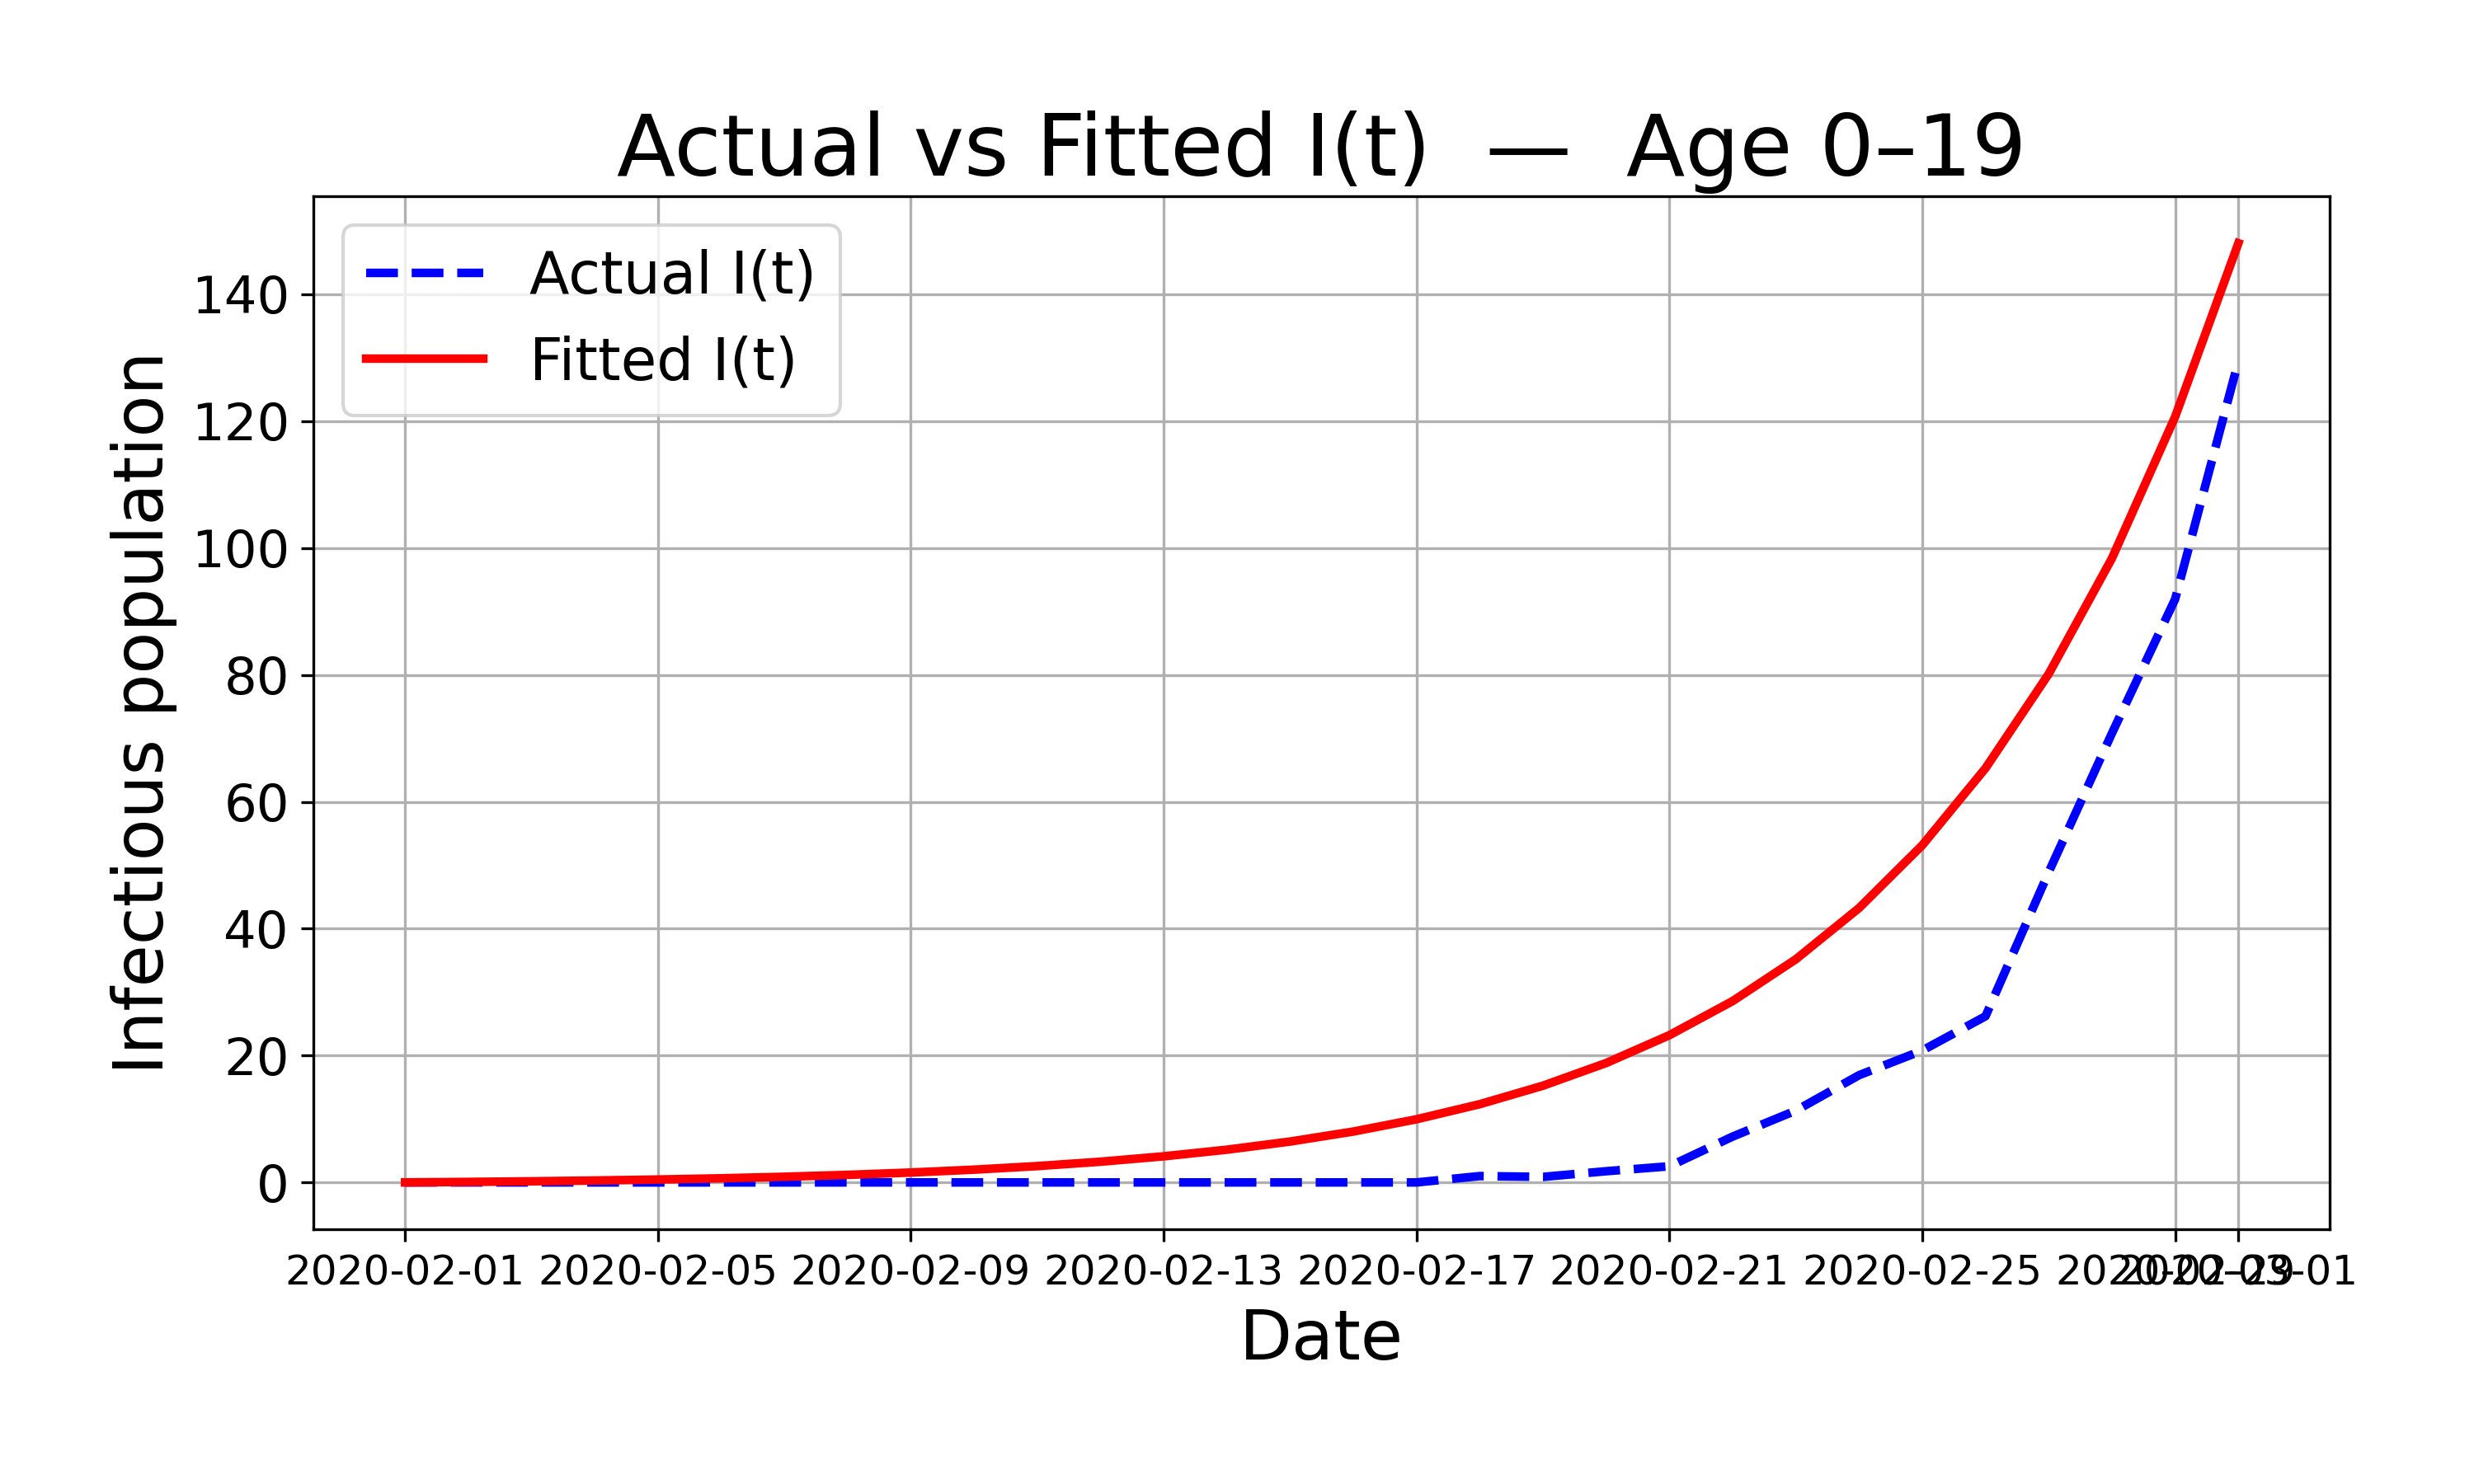 Actual vs Fitted I(t) — Age 0–19
Actual I(t)
Fitted I(t)
Infectious population
140
120
100
80
60
40
20
0
2020-02-01 2020-02-05 2020-02-09 2020-02-13 2020-02-17 2020-02-21 2020-02-25
Date